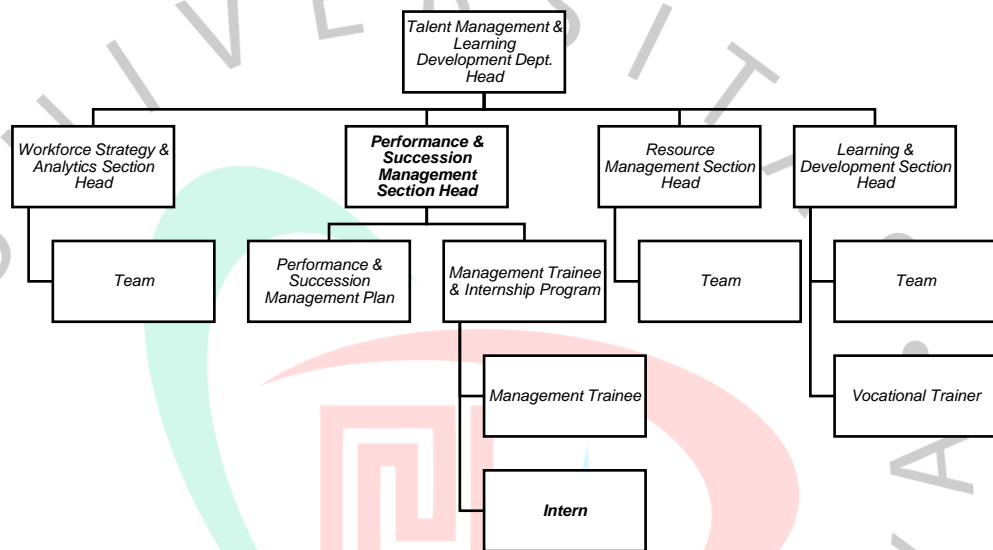 Talent Management &
Learning
Development Dept.
Head
Workforce Strategy &
Analytics Section
Head
Performance &
Succession
Management
Section Head
Resource
Management Section
Head
Learning &
Development Section
Head
Team
Performance &
Succession
Management Plan
Management Trainee
& Internship Program
Team
Team
Management Trainee
Vocational Trainer
Intern